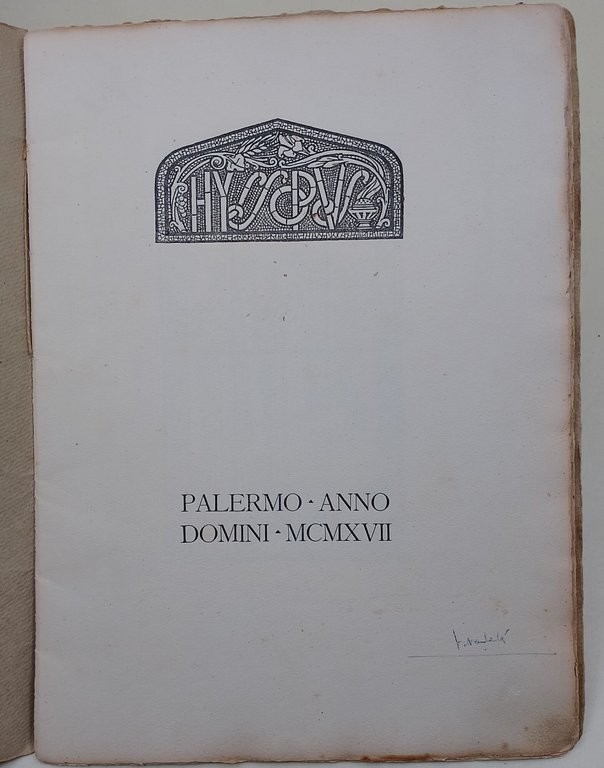 HYSSOPUS
PALERMO · ANNO
DOMINI · MCMXVII